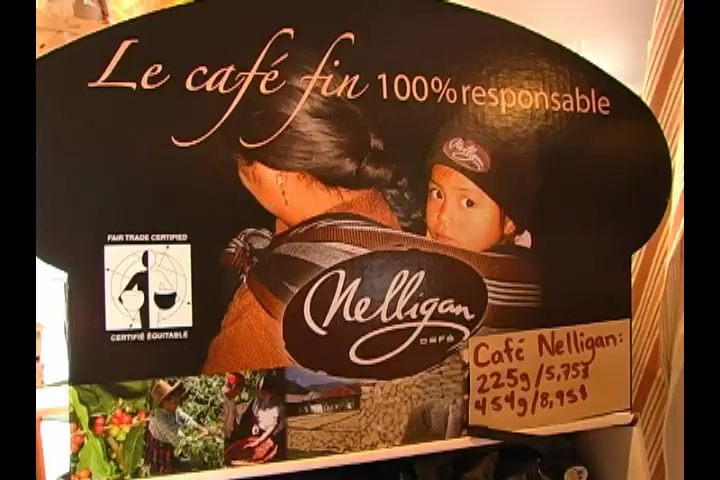 Le café fin 100% responsable
Nelligan
FAIR TRADE CERTIFIED
CERTIFIÉ ÉQUITABLE
Nelligan
CAFÉ
Café Nelligan:
225g/5,75$
454g/8,95$